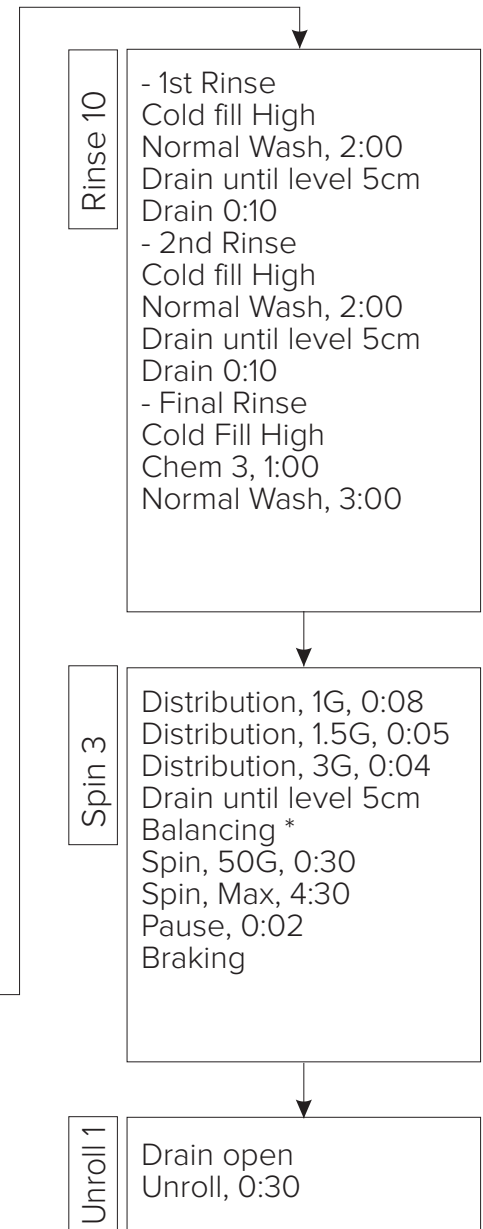 Rinse 10
- 1st Rinse
Cold fill High
Normal Wash, 2:00
Drain until level 5cm
Drain 0:10
- 2nd Rinse
Cold fill High
Normal Wash, 2:00
Drain until level 5cm
Drain 0:10
- Final Rinse
Cold Fill High
Chem 3, 1:00
Normal Wash, 3:00
Spin 3
Distribution, 1G, 0:08
Distribution, 1.5G, 0:05
Distribution, 3G, 0:04
Drain until level 5cm
Balancing *
Spin, 50G, 0:30
Spin, Max, 4:30
Pause, 0:02
Braking
Unroll 1
Drain open
Unroll, 0:30